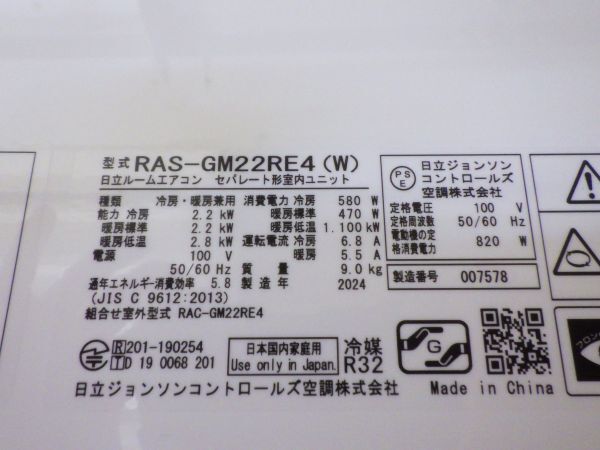 型式 RAS-GM22RE4(W)
日立ルームエアコン セパレート形室内ユニット
種類 冷房・暖房兼用 消費電力 冷房 580 W
能力 冷房 2.2 kW 暖房標準 470 W
暖房標準 2.2 kW 暖房低温 1.100 kW
暖房低温 2.8 kW 運転電流 冷房 6.8 A
電源 100 V 暖房 5.5 A
50/60 Hz 質量 9.0 kg
通年エネルギー消費効率 5.8 製造年 2024
(JIS C 9612:2013)
組合せ室外型式 RAC-GM22RE4
PSE
日立ジョンソン
コントロールズ
空調株式会社
定格電圧 100 V
定格周波数 50/60 Hz
電動機の定格消費電力 820 W
製造番号 007578
R 201-190254
T D 19 0068 201
日本国内家庭用
Use only in Japan.
冷媒
R32
G
日立ジョンソンコントロールズ空調株式会社 Made in China
フロン